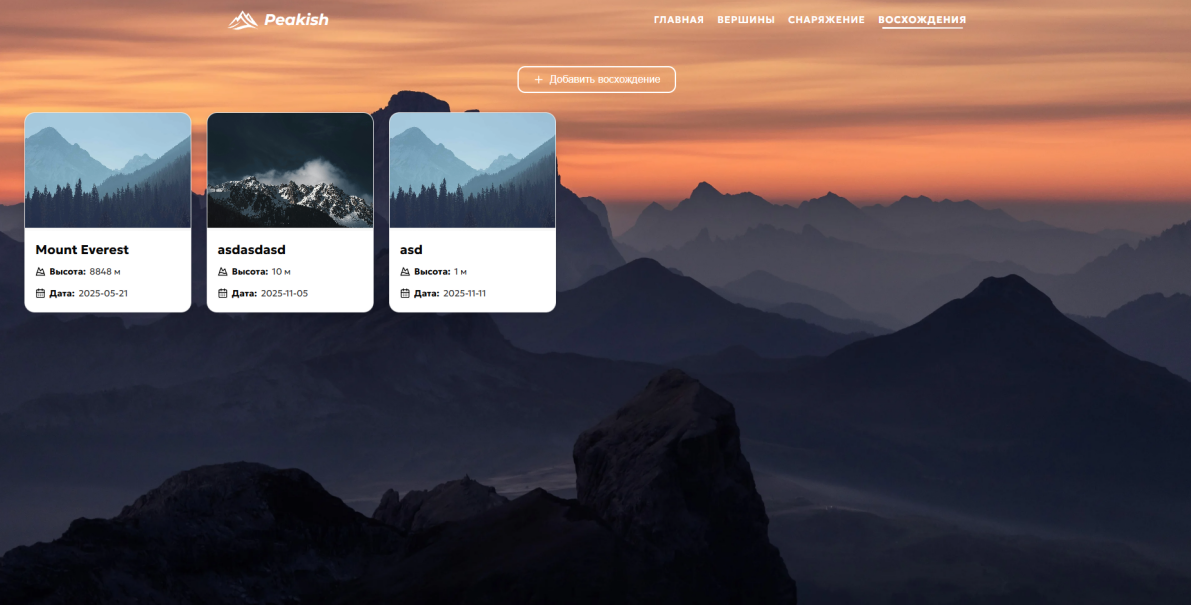 Peakish
ГЛАВНАЯ ВЕРШИНЫ СНАРЯЖЕНИЕ ВОСХОЖДЕНИЯ
+ Добавить восхождение
Mount Everest
Высота: 8848 м
Дата: 2025-05-21
asdasdasd
Высота: 10 м
Дата: 2025-11-05
asd
Высота: 1 м
Дата: 2025-11-11